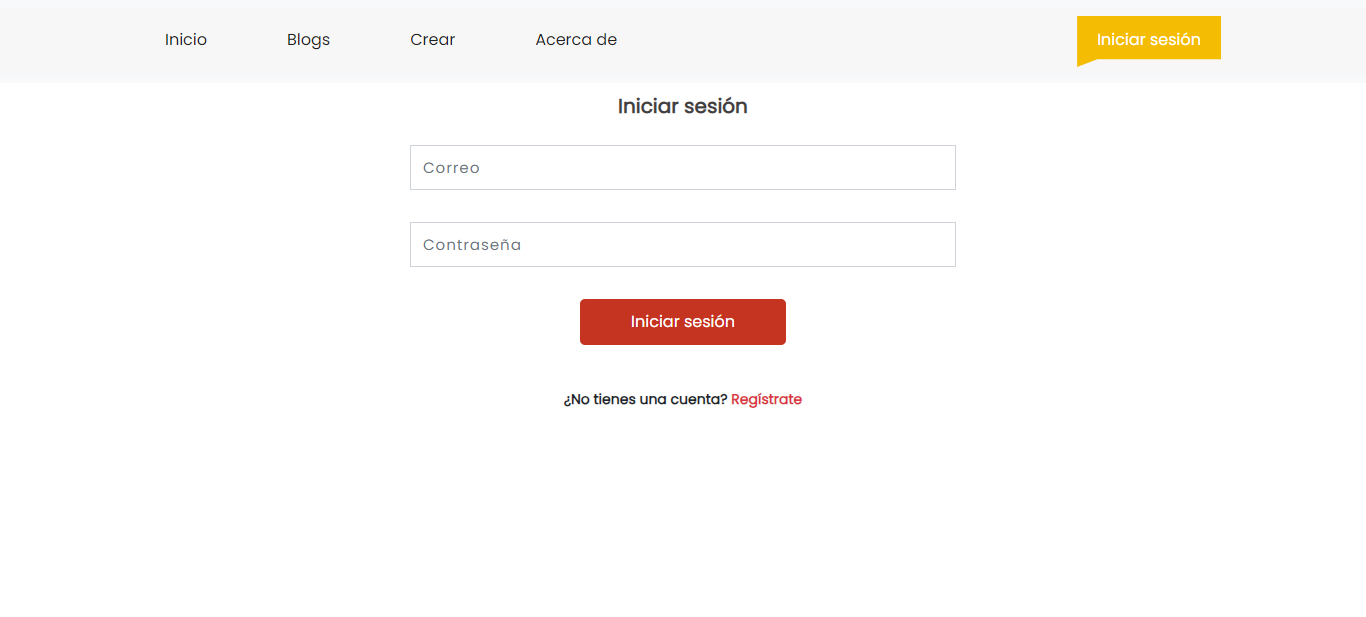 Inicio Blogs Crear Acerca de Iniciar sesión
Iniciar sesión
Correo
Contraseña
Iniciar sesión
¿No tienes una cuenta? Regístrate